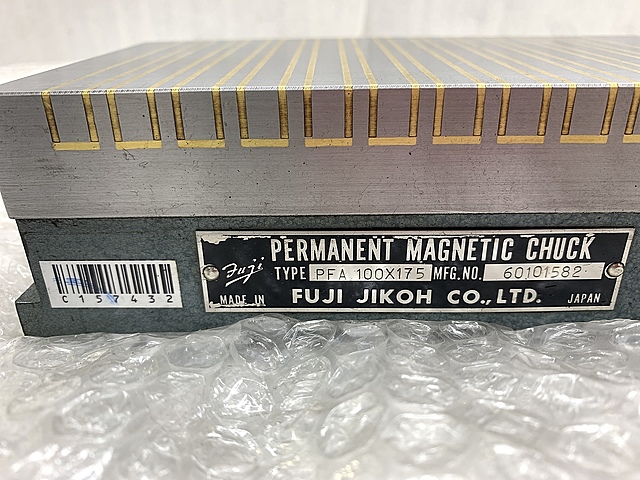 PERMANENT MAGNETIC CHUCK
Fuji
TYPE PFA 100X175 MFG.NO. 60101582
MADE IN FUJI JIKOH CO., LTD. JAPAN
C157432